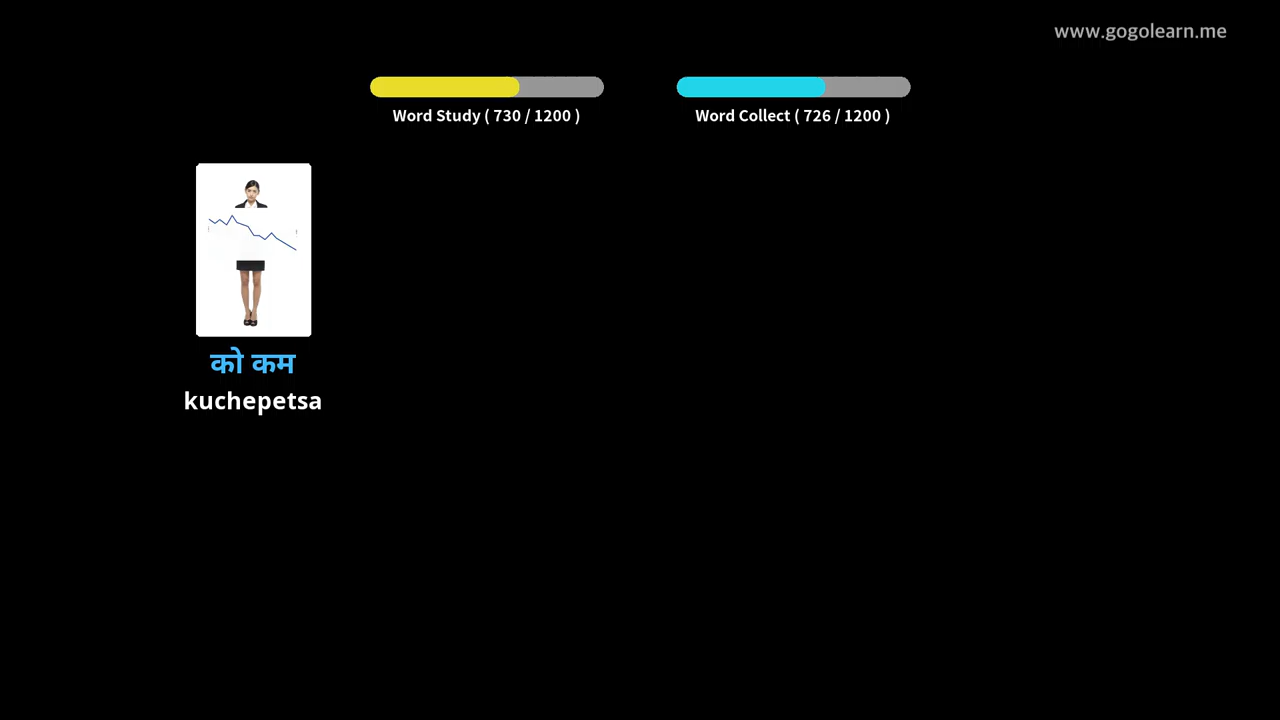 www.gogolearn.me
Word Study ( 730 / 1200 )
Word Collect ( 726 / 1200 )
को कम
kuchepetsa